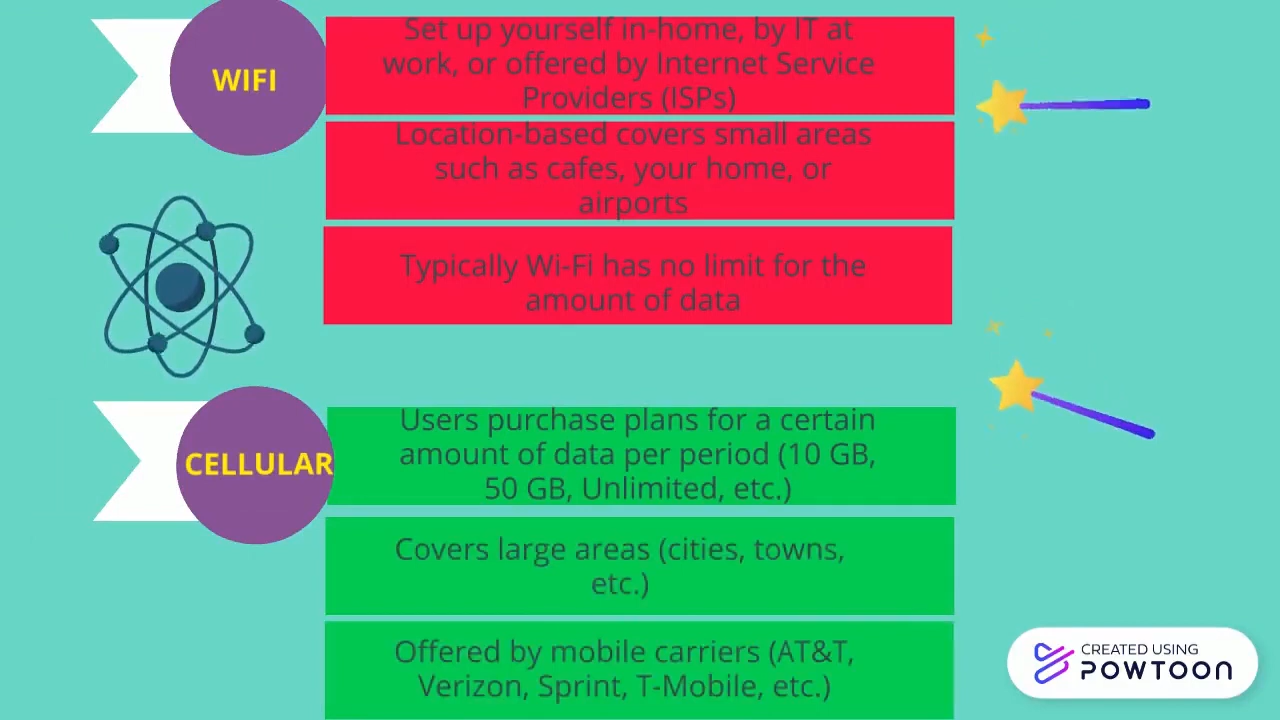 WIFI
Set up yourself in-home, by IT at
work, or offered by Internet Service
Providers (ISPs)
Location-based covers small areas
such as cafes, your home, or
airports
Typically Wi-Fi has no limit for the
amount of data
CELLULAR
Users purchase plans for a certain
amount of data per period (10 GB,
50 GB, Unlimited, etc.)
Covers large areas (cities, towns,
etc.)
Offered by mobile carriers (AT&T,
Verizon, Sprint, T-Mobile, etc.)
CREATED USING
POWTOON